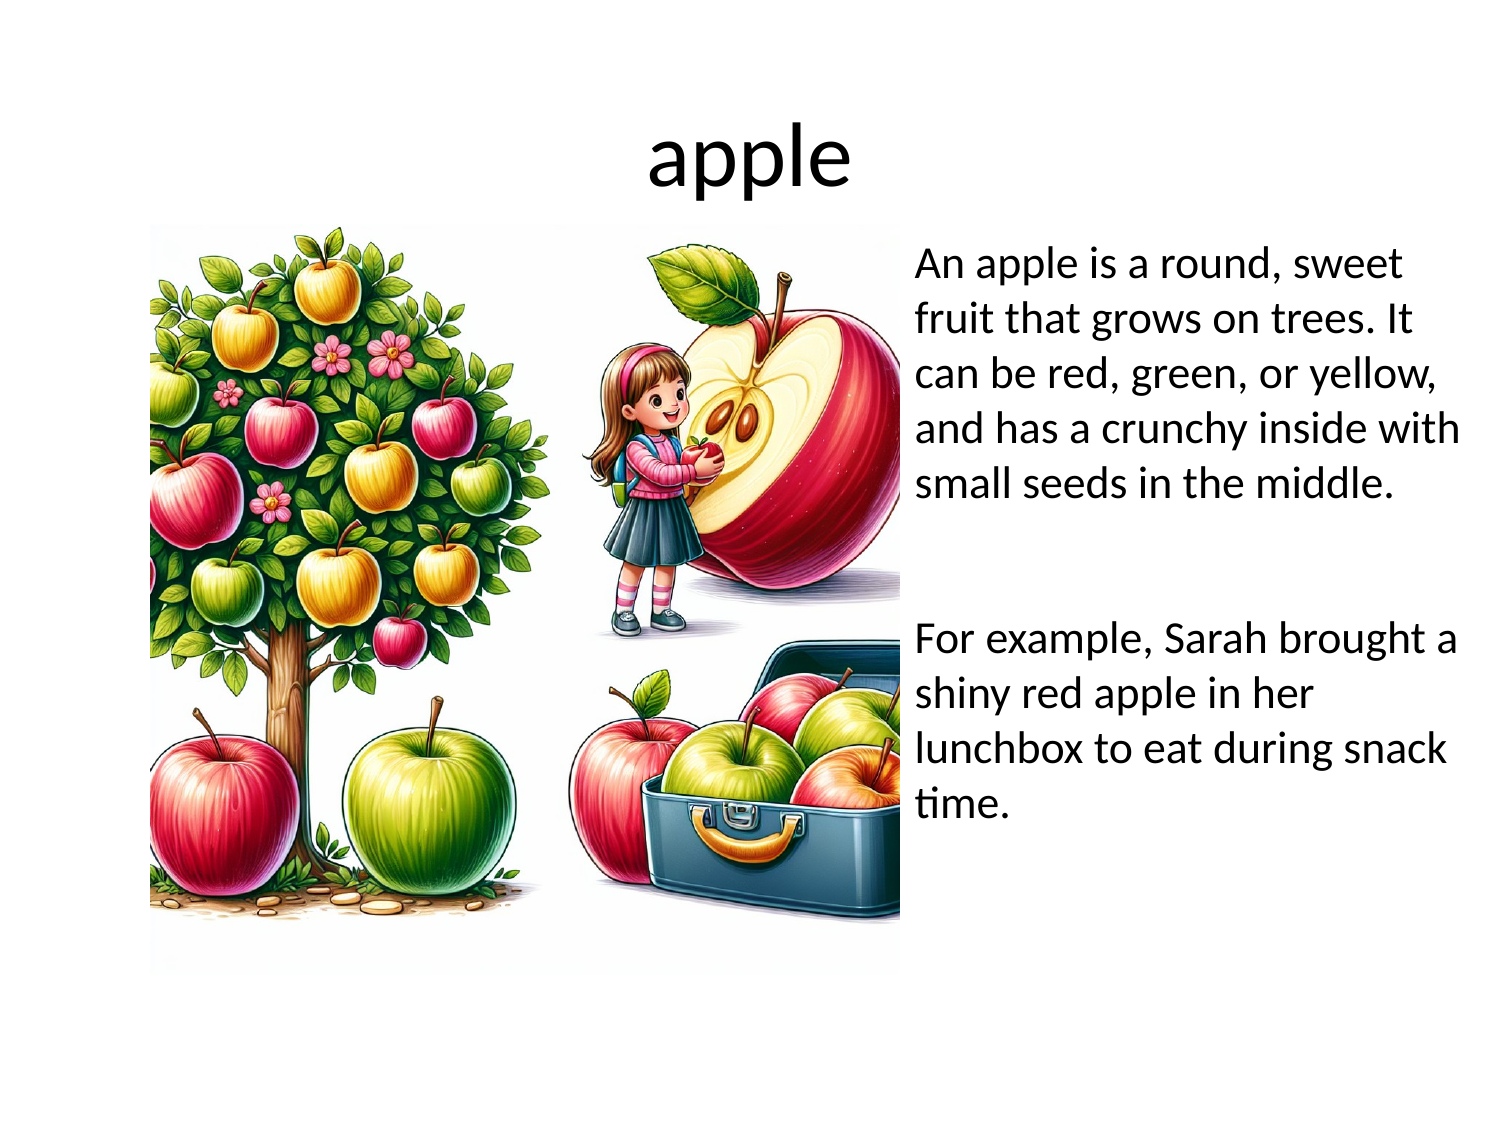 apple
An apple is a round, sweet
fruit that grows on trees. It
can be red, green, or yellow,
and has a crunchy inside with
small seeds in the middle.
For example, Sarah brought a
shiny red apple in her
lunchbox to eat during snack
time.